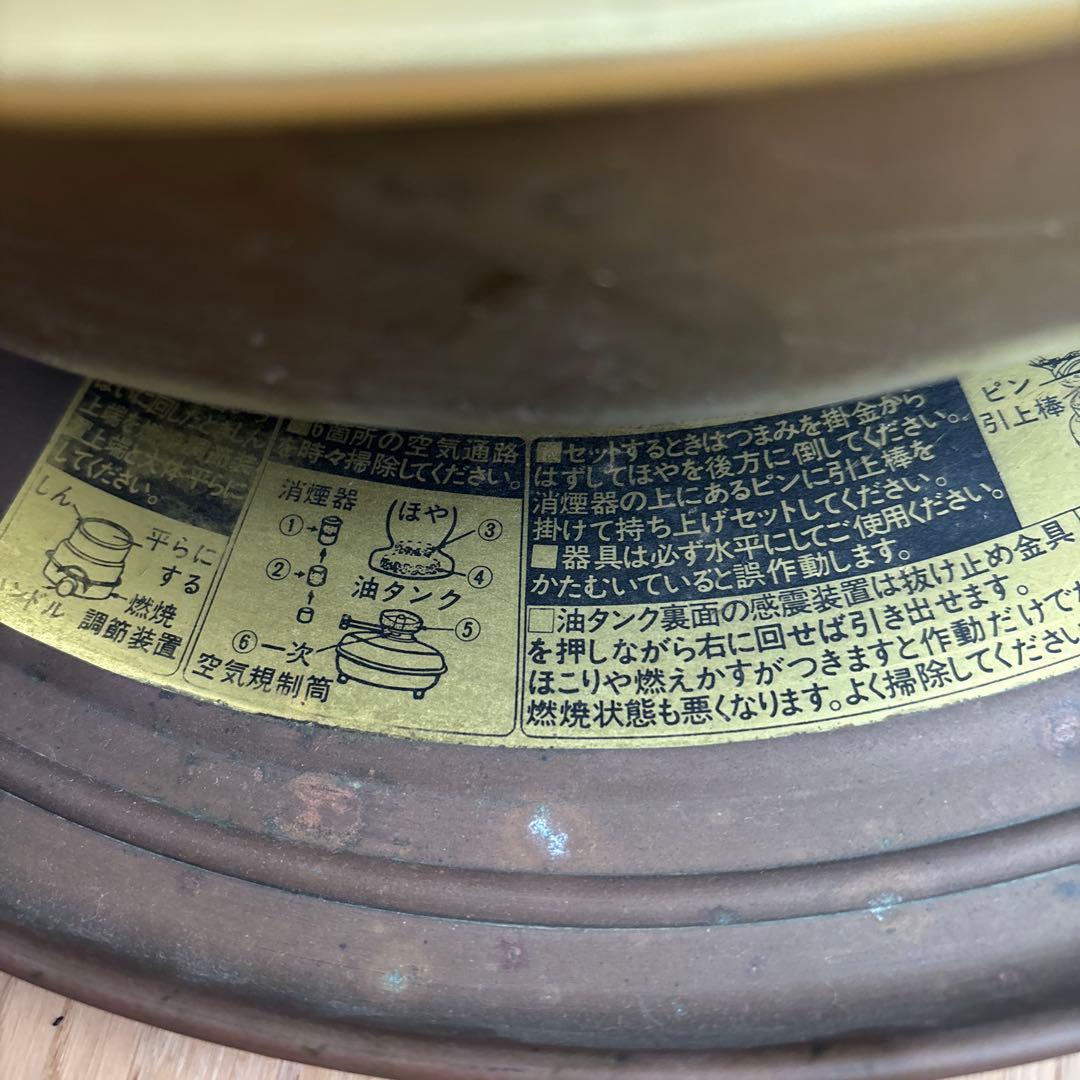 してください。
しん
平らに
する
燃焼
調節装置
6箇所の空気通路
を時々掃除してください。
消煙器
①
②
ほや
③
④
油タンク
⑤
⑥一次
空気規制筒
■セットするときはつまみを掛金から
はずしてほやを後方に倒してください。
消煙器の上にあるピンに引上棒を
掛けて持ち上げセットしてください。
■器具は必ず水平にしてご使用ください。
かたむいていると誤作動します。
□油タンク裏面の感震装置は抜け止め金具
を押しながら右に回せば引き出せます。
ほこりや燃えかすがつきますと作動だけで
燃焼状態も悪くなります。よく掃除してください
ピン
引上棒